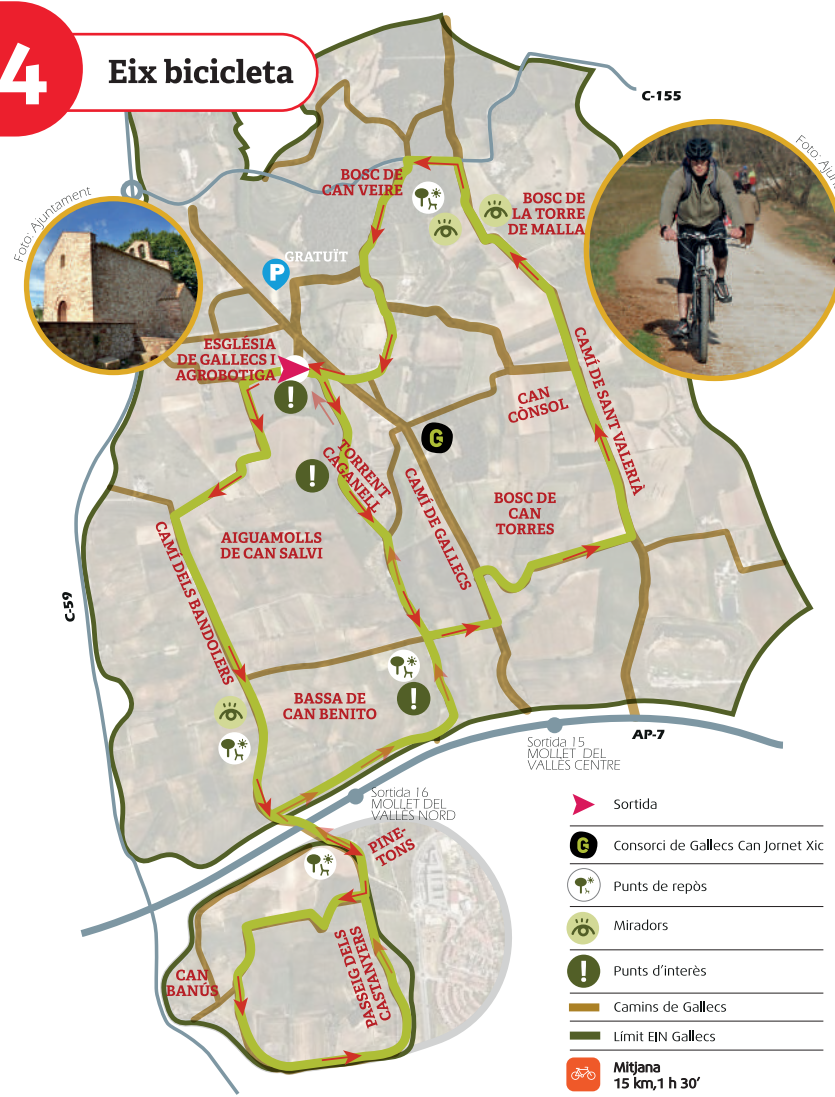 4
Eix bicicleta
C-155
Foto: Ajuntament
Foto: Aju
BOSC DE
CAN VEIRE
BOSC DE
LA TORRE
DE MALLA
P
GRATUÏT
ESGLÉSIA
DE GALLECS I
AGROBOTIGA
!
CAMÍ DE SANT VALERIÀ
CAN
CÒNSOL
G
TORRENT
CAGANELL
!
CAMÍ DE GALLECS
BOSC DE
CAN
TORRES
AIGUAMOLLS
DE CAN SALVI
CAMÍ DELS BANDOLERS
C-59
BASSA DE
CAN BENITO
!
Sortida 15
MOLLET DEL
VALLÈS CENTRE
AP-7
Sortida 16
MOLLET DEL
VALLÈS NORD
PINE-
TONS
PASSEIG DELS
CASTANYERS
CAN
BANÚS
Sortida
G
Consorci de Gallecs Can Jornet Xic
Punts de repòs
Miradors
!
Punts d'interès
Camins de Gallecs
Límit EIN Gallecs
Mitjana
15 km,1 h 30′